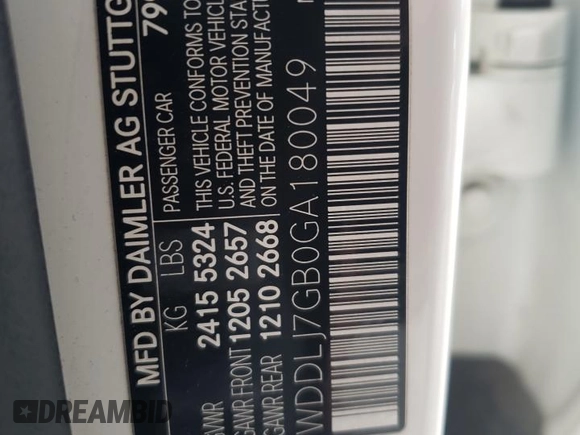 MFD BY DAIMLER AG STUTTG
79
KG LBS PASSENGER CAR
GVWR 2415 5324 THIS VEHICLE CONFORMS TO
GAWR FRONT 1205 2657 U.S. FEDERAL MOTOR VEHICL
GAWR REAR 1210 2668 AND THEFT PREVENTION STA
ON THE DATE OF MANUFACT
WDDLJ7GB0GA180049
DREAMBID